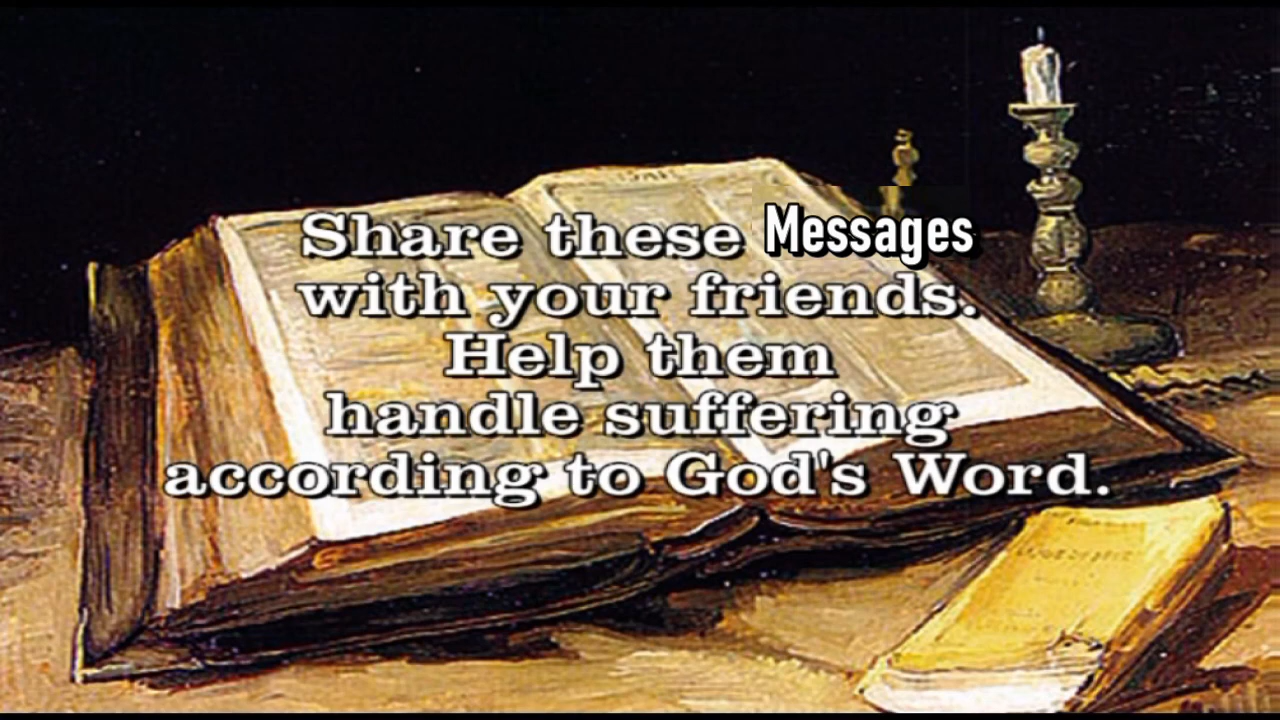 Share these Messages
with your friends.
Help them
handle suffering
according to God's Word.